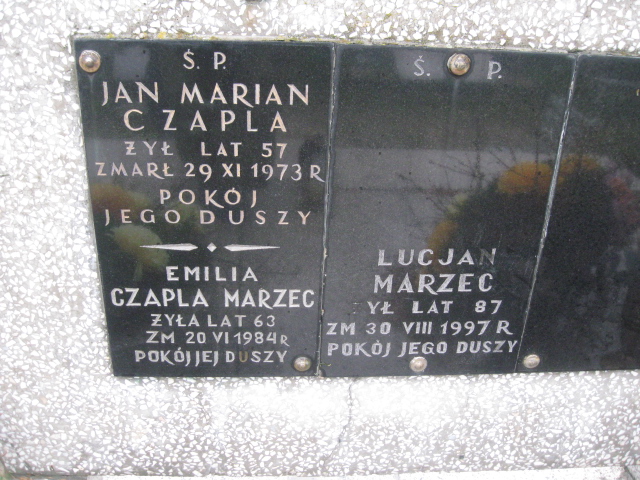 Ś. P.
JAN MARIAN
CZAPLA
ŻYŁ LAT 57
ZMARŁ 29 XI 1973 R
POKÓJ
JEGO DUSZY
EMILIA
CZAPLA MARZEC
ŻYŁA LAT 63
ZM 20 VI 1984 R
POKÓJ JEJ DUSZY
Ś. P.
LUCJAN
MARZEC
ŻYŁ LAT 87
ZM 30 VIII 1997 R
POKÓJ JEGO DUSZY